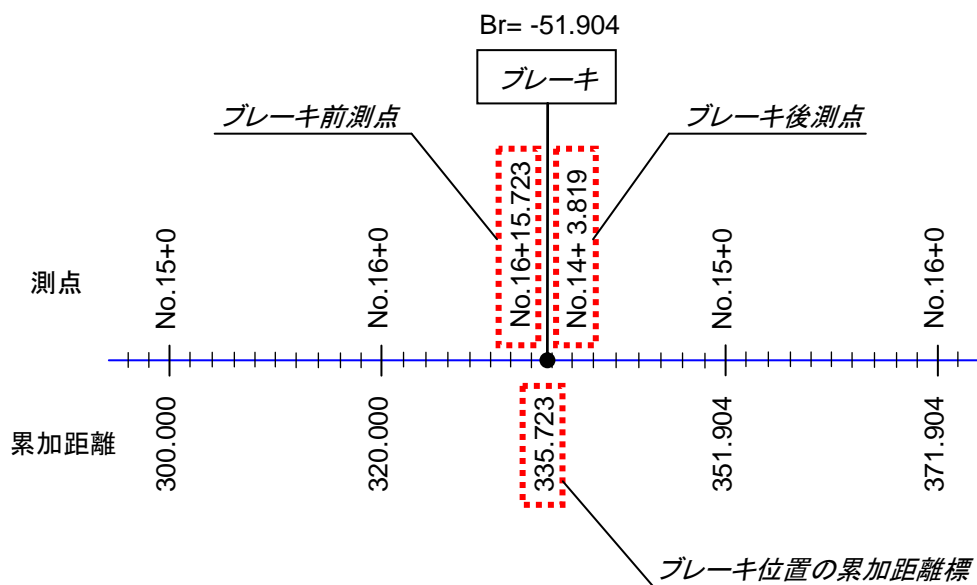 Br= -51.904
ブレーキ
ブレーキ前測点
ブレーキ後測点
測点
No.15+0
No.16+0
No.16+15.723
No.14+ 3.819
No.15+0
No.16+0
累加距離
300.000
320.000
335.723
351.904
371.904
ブレーキ位置の累加距離標